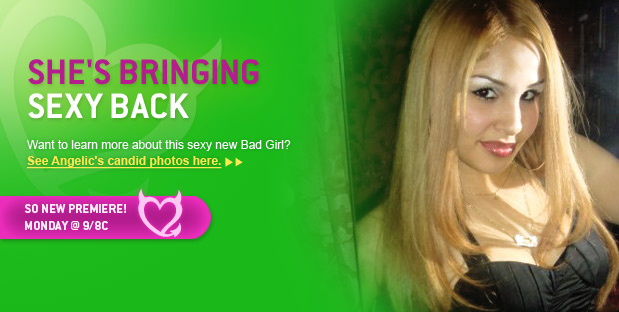 SHE'S BRINGING
SEXY BACK
Want to learn more about this sexy new Bad Girl?
See Angelic's candid photos here.
SO NEW PREMIERE!
MONDAY @ 9/8C